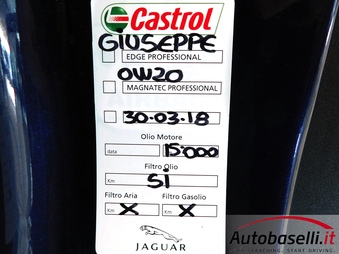 Castrol
GIUSEPPE
EDGE PROFESSIONAL
0W20
MAGNATEC PROFESSIONAL
30-03-18
Olio Motore
data 15.000
Filtro Olio
Km SI
Filtro Aria Filtro Gasolio
Km X Km X
JAGUAR
Autobaselli.it